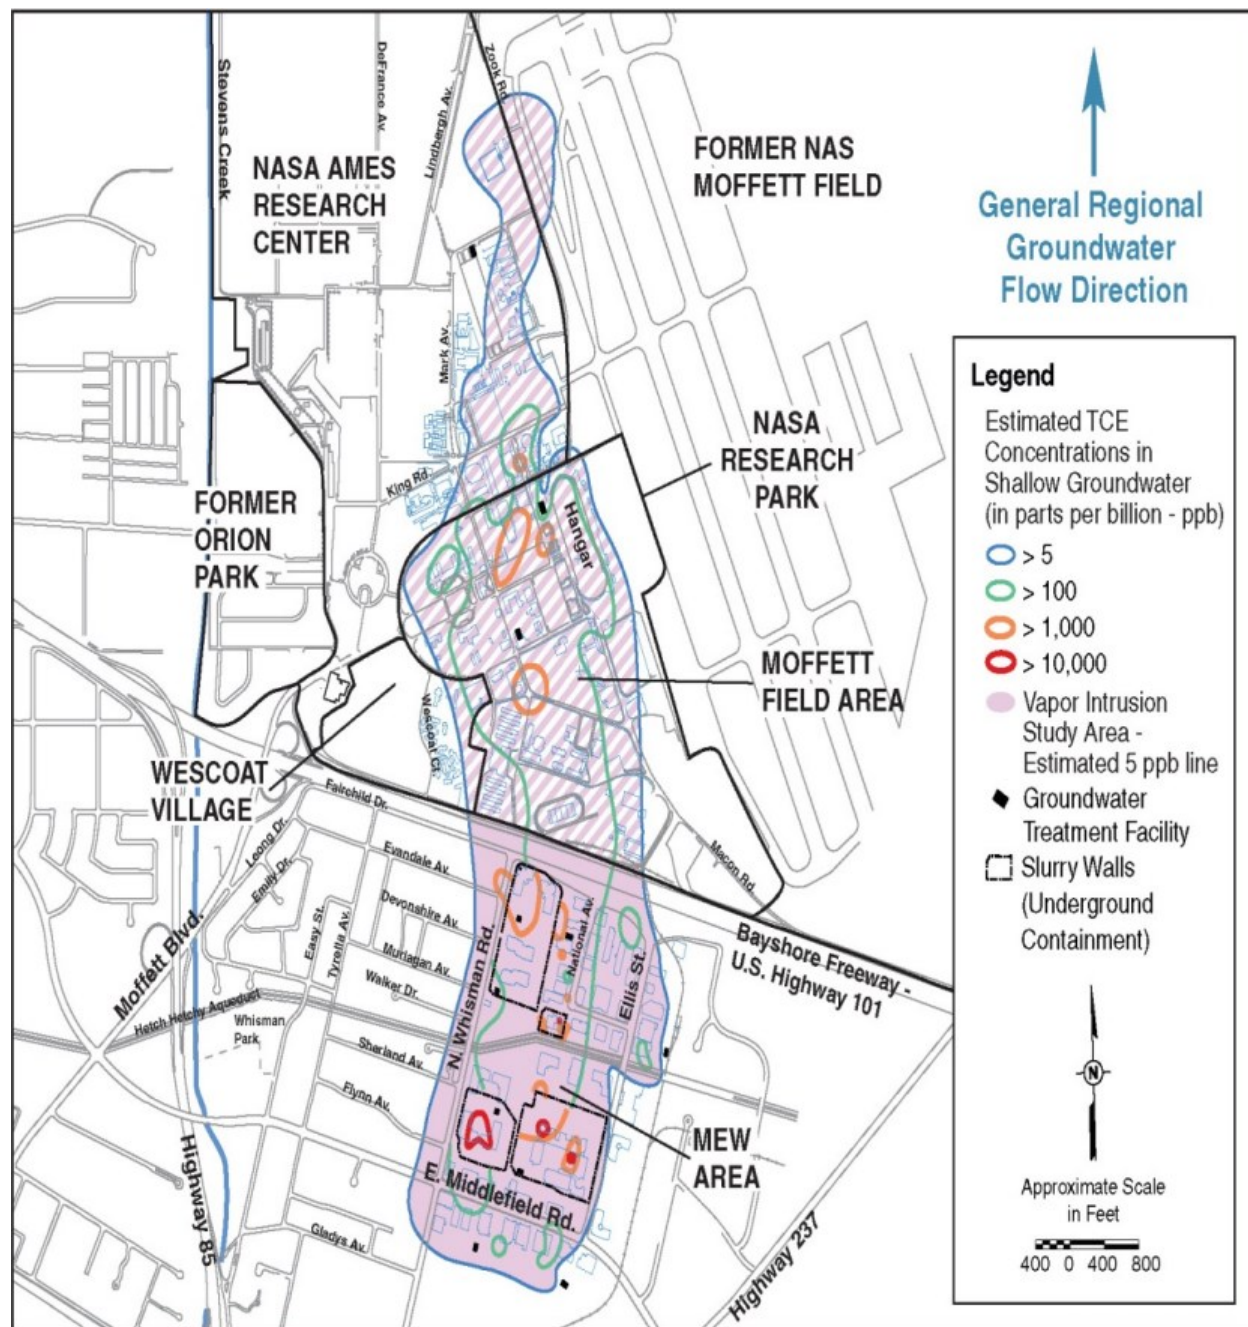 Stevens Creek
DeFrance Av.
Lindbergh Av.
Zook Rd.
NASA AMES
RESEARCH
CENTER
FORMER NAS
MOFFETT FIELD
General Regional
Groundwater
Flow Direction
Mark Av.
King Rd.
NASA
RESEARCH
PARK
FORMER
ORION
PARK
Hangar
MOFFETT
FIELD AREA
Wescoat Ct.
WESCOAT
VILLAGE
Fairchild Dr.
Leong Dr.
Emily Dr.
Evandale Av.
Devonshire Av.
Easy St.
Tyrella Av.
Murlagan Av.
Walker Dr.
Moffett Blvd.
Hetch Hetchy Aqueduct
Whisman
Park
Sherland Av.
Flynn Av.
N. Whisman Rd.
National Av.
Ellis St.
Macon Rd.
Bayshore Freeway -
U.S. Highway 101
MEW
AREA
E. Middlefield Rd.
Gladys Av.
Highway 85
Highway 237
Legend
Estimated TCE
Concentrations in
Shallow Groundwater
(in parts per billion - ppb)
> 5
> 100
> 1,000
> 10,000
Vapor Intrusion
Study Area -
Estimated 5 ppb line
Groundwater
Treatment Facility
Slurry Walls
(Underground
Containment)
N
Approximate Scale
in Feet
400 0 400 800